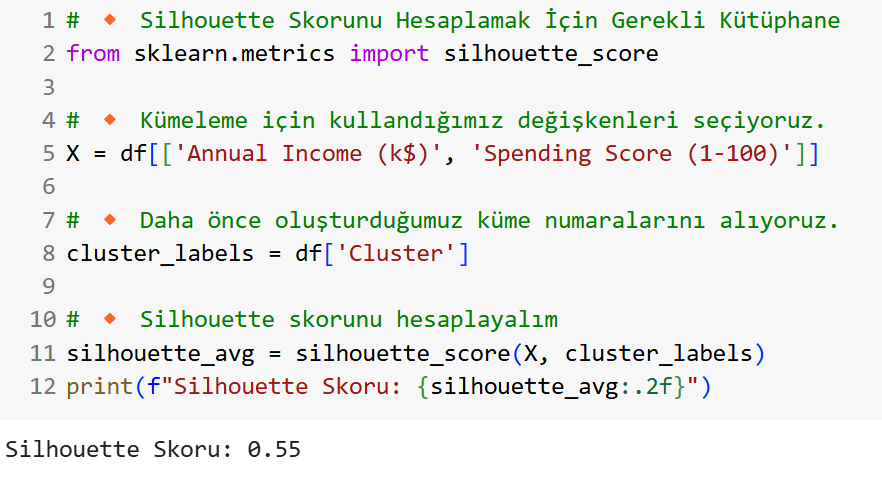 1 # 🔸 Silhouette Skorunu Hesaplamak İçin Gerekli Kütüphane
2 from sklearn.metrics import silhouette_score
3
4 # 🔸 Kümeleme için kullandığımız değişkenleri seçiyoruz.
5 X = df[['Annual Income (k$)', 'Spending Score (1-100)']]
6
7 # 🔸 Daha önce oluşturduğumuz küme numaralarını alıyoruz.
8 cluster_labels = df['Cluster']
9
10 # 🔸 Silhouette skorunu hesaplayalım
11 silhouette_avg = silhouette_score(X, cluster_labels)
12 print(f"Silhouette Skoru: {silhouette_avg:.2f}")
Silhouette Skoru: 0.55